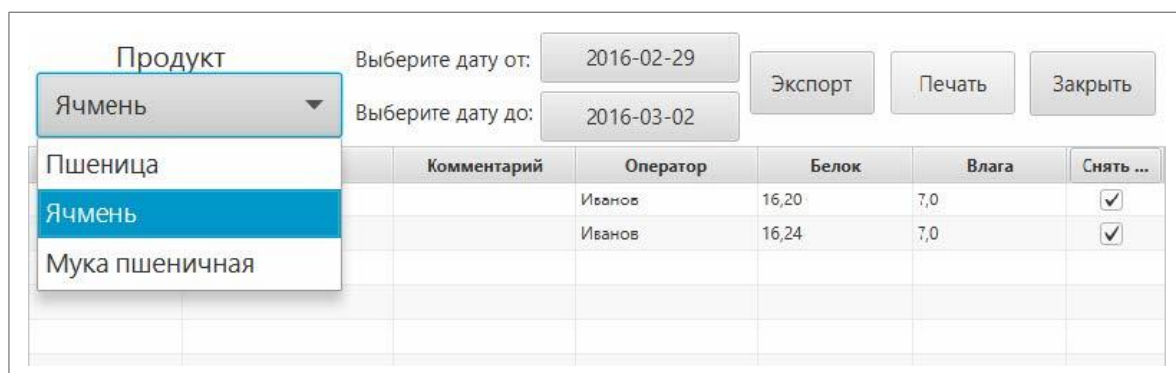 Продукт
Ячмень
Пшеница
Ячмень
Мука пшеничная
Выберите дату от: 2016-02-29
Выберите дату до: 2016-03-02
Экспорт Печать Закрыть
Комментарий Оператор Белок Влага Снять ...
Иванов 16,20 7,0
Иванов 16,24 7,0